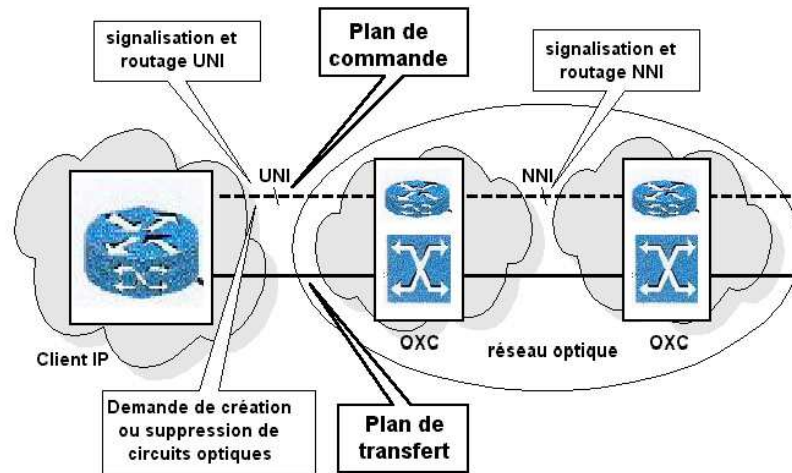 signalisation et
routage UNI
Plan de
commande
signalisation et
routage NNI
UNI
NNI
Client IP
OXC
réseau optique
OXC
Demande de création
ou suppression de
circuits optiques
Plan de
transfert